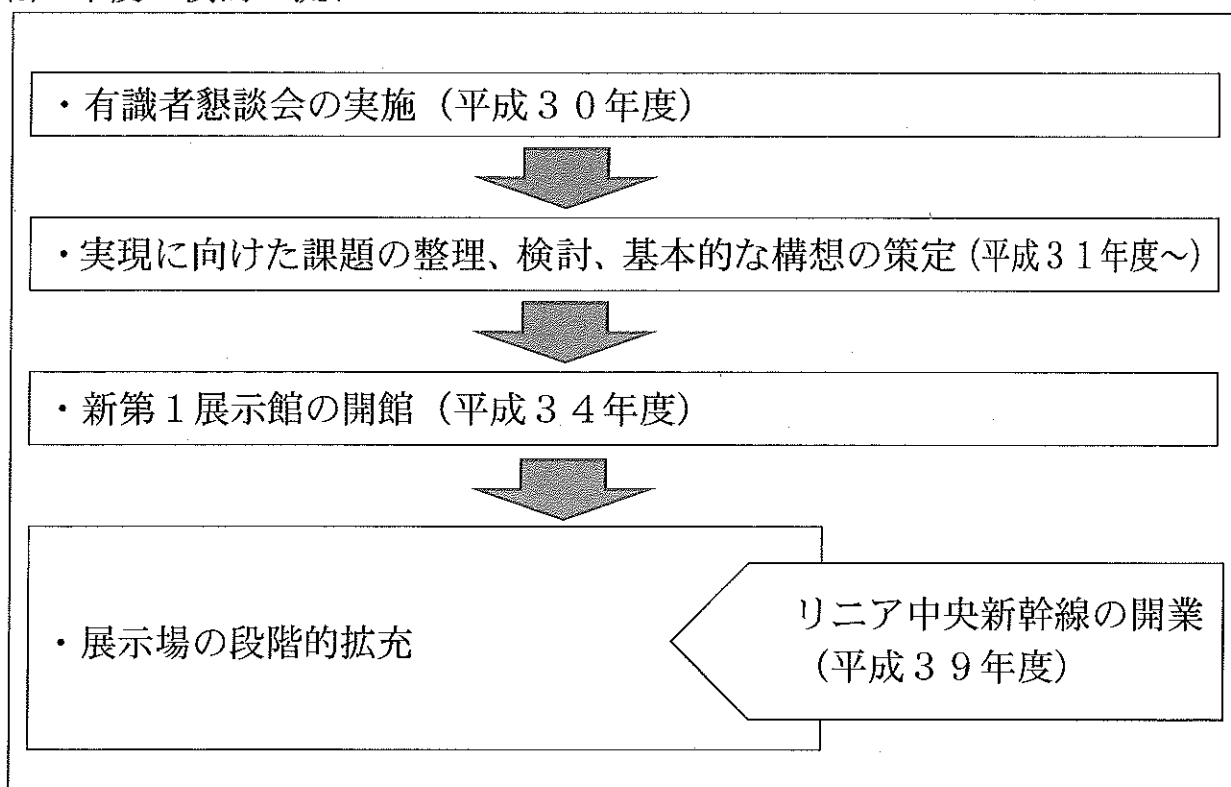 ・有識者懇談会の実施（平成３０年度）
・実現に向けた課題の整理、検討、基本的な構想の策定（平成３１年度～）
・新第１展示館の開館（平成３４年度）
・展示場の段階的拡充
リニア中央新幹線の開業
（平成３９年度）